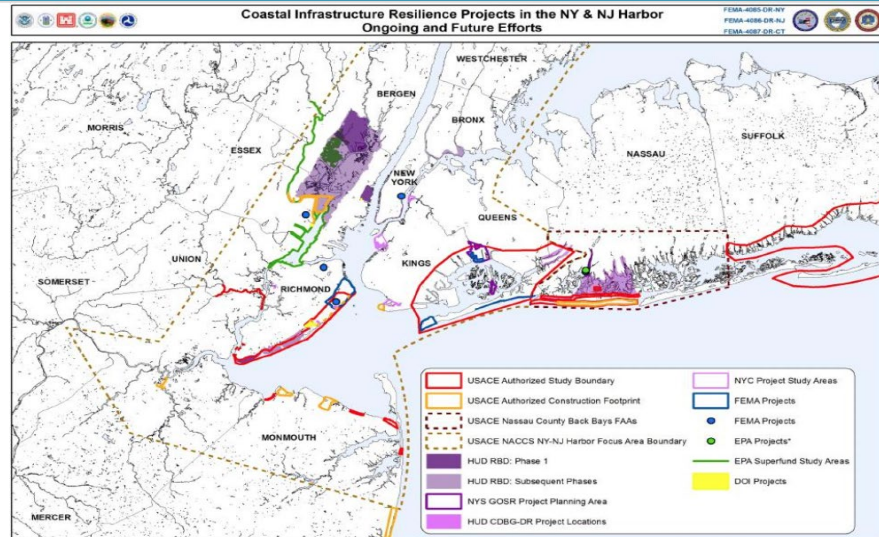 Coastal Infrastructure Resilience Projects in the NY & NJ Harbor
Ongoing and Future Efforts
FEMA-4085-DR-NY
FEMA-4086-DR-NJ
FEMA-4087-DR-CT
WESTCHESTER
BERGEN
BRONX
MORRIS
ESSEX
SUFFOLK
NASSAU
NEW
YORK
QUEENS
UNION
KINGS
SOMERSET
RICHMOND
MONMOUTH
MERCER
USACE Authorized Study Boundary
USACE Authorized Construction Footprint
USACE Nassau County Back Bays FAAs
USACE NACCS NY-NJ Harbor Focus Area Boundary
HUD RBD: Phase 1
HUD RBD: Subsequent Phases
NYS GOSR Project Planning Area
HUD CDBG-DR Project Locations
NYC Project Study Areas
FEMA Projects
FEMA Projects
EPA Projects*
EPA Superfund Study Areas
DOI Projects